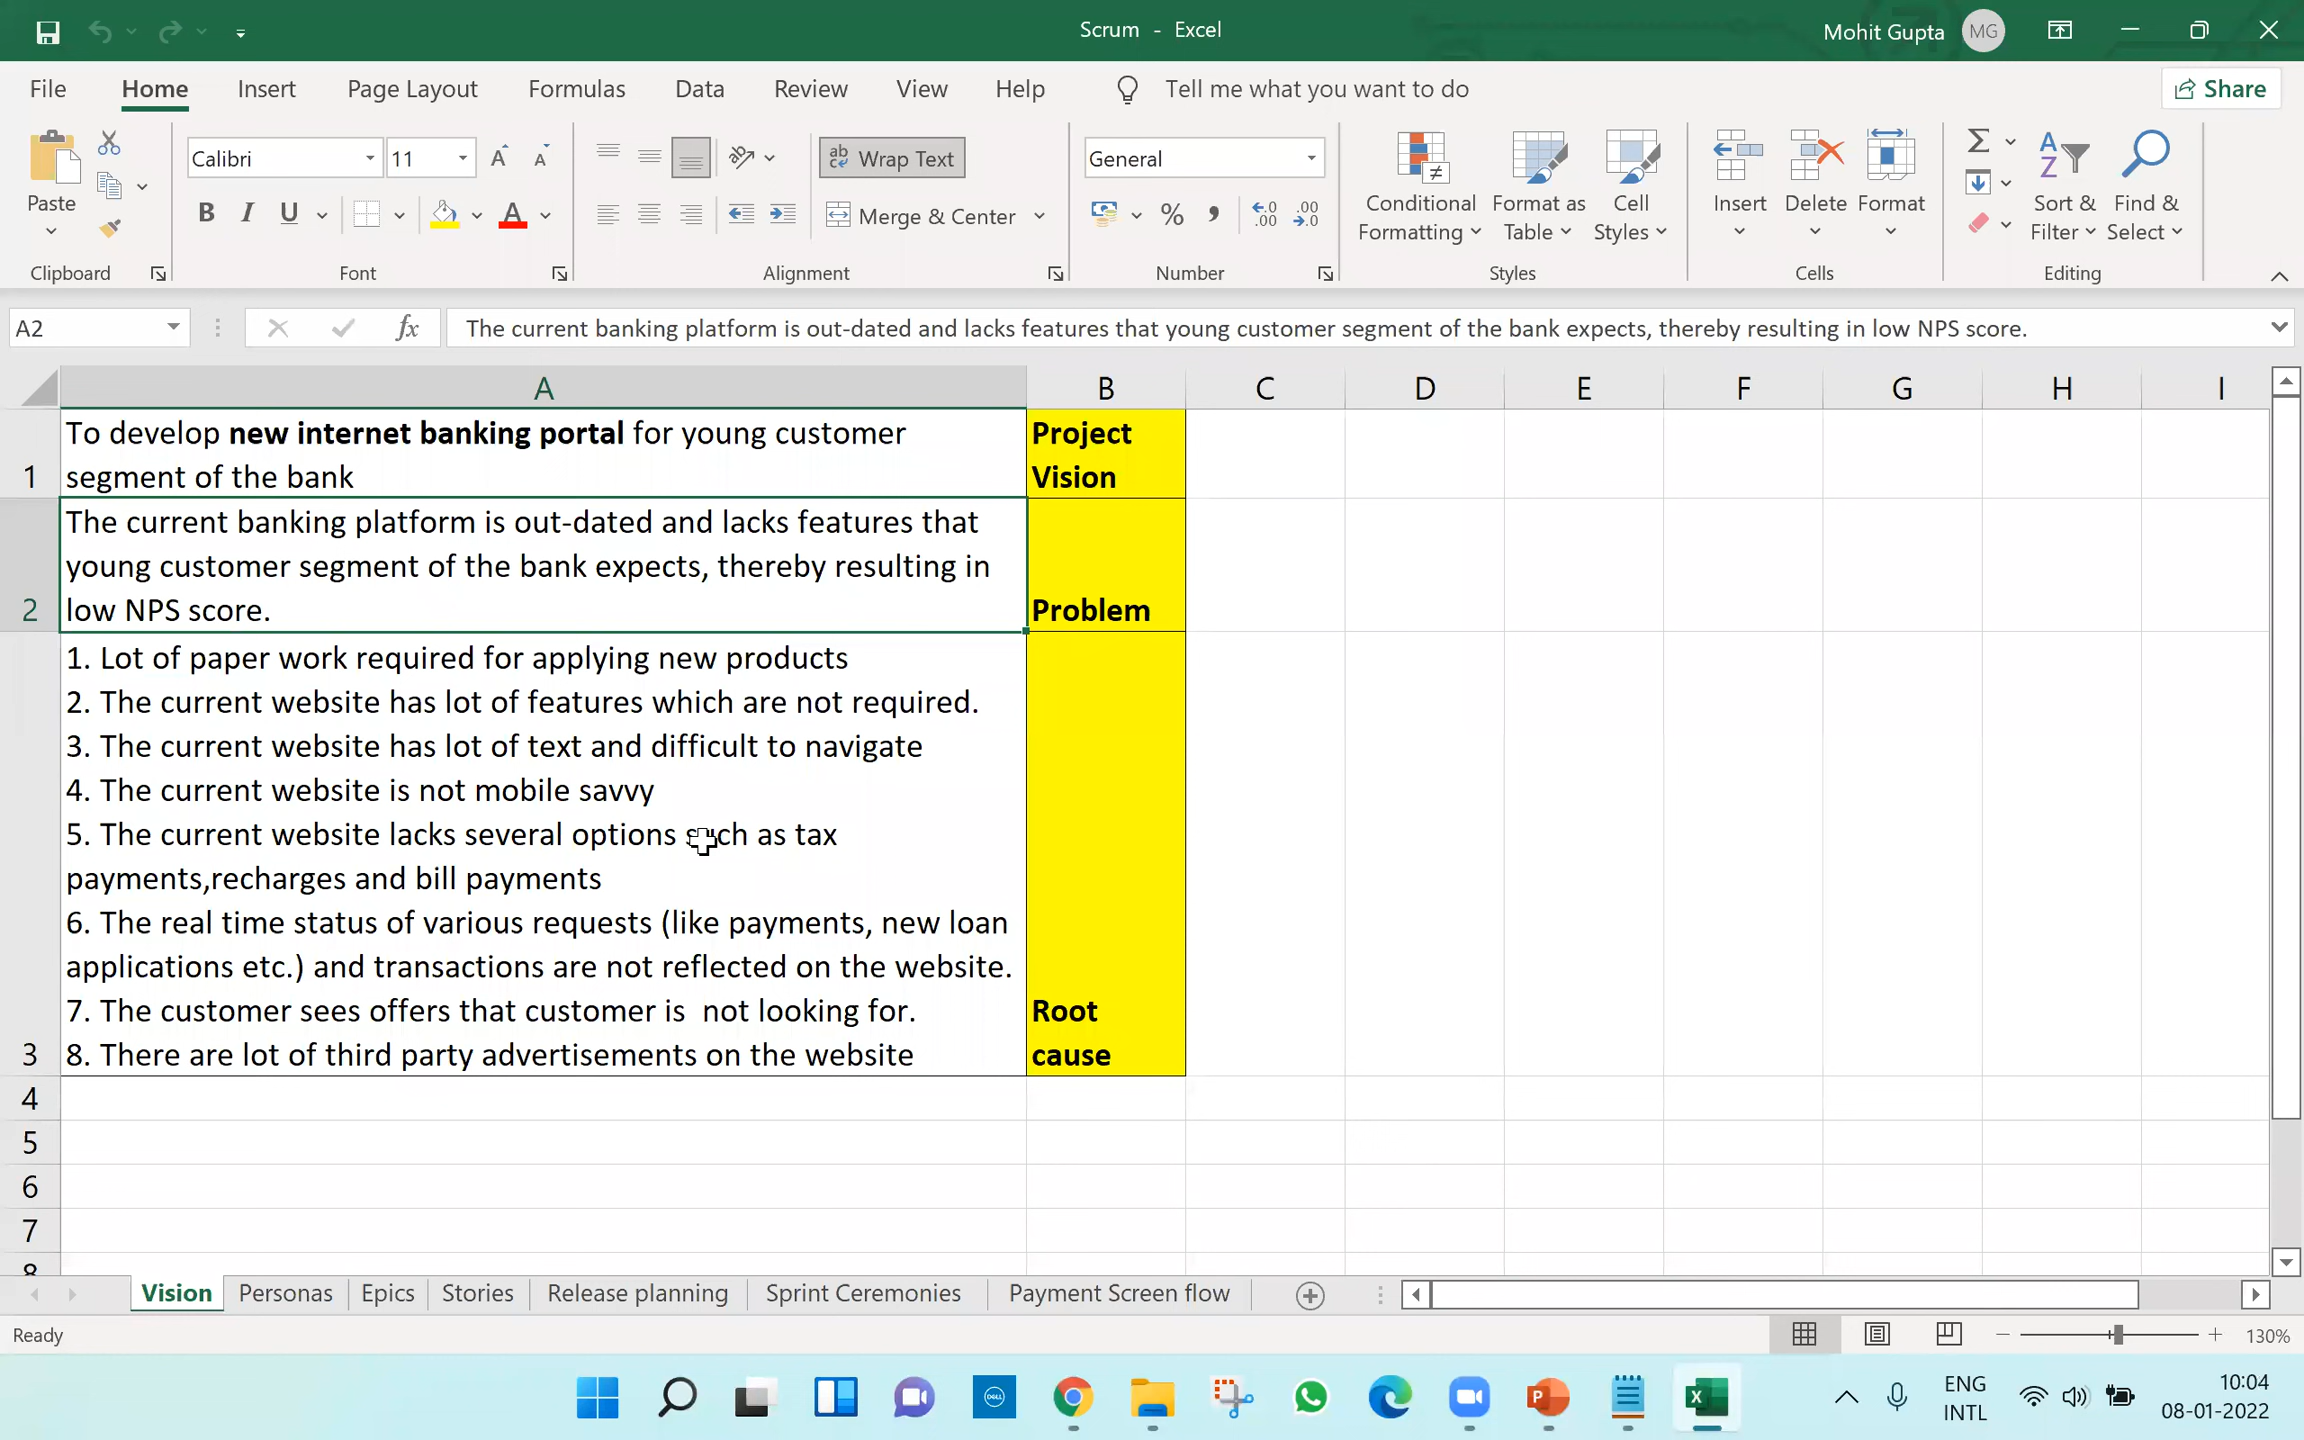 Scrum - Excel
Mohit Gupta MG
File Home Insert Page Layout Formulas Data Review View Help Tell me what you want to do Share
Calibri 11 Wrap Text General
Paste
B I U A Merge & Center % , .00 .0
Conditional Formatting
Format as Table
Cell Styles
Insert Delete Format
Sort & Filter
Find & Select
Clipboard Font Alignment Number Styles Cells Editing
A2 fx The current banking platform is out-dated and lacks features that young customer segment of the bank expects, thereby resulting in low NPS score.
A B C D E F G H I
To develop new internet banking portal for young customer
segment of the bank
1
Project
Vision
The current banking platform is out-dated and lacks features that
young customer segment of the bank expects, thereby resulting in
low NPS score.
2
Problem
1. Lot of paper work required for applying new products
2. The current website has lot of features which are not required.
3. The current website has lot of text and difficult to navigate
4. The current website is not mobile savvy
5. The current website lacks several options such as tax
payments,recharges and bill payments
6. The real time status of various requests (like payments, new loan
applications etc.) and transactions are not reflected on the website.
7. The customer sees offers that customer is  not looking for.
8. There are lot of third party advertisements on the website
3
Root
cause
4
5
6
7
8
Vision Personas Epics Stories Release planning Sprint Ceremonies Payment Screen flow
Ready 130%
DELL
ENG
INTL
10:04
08-01-2022